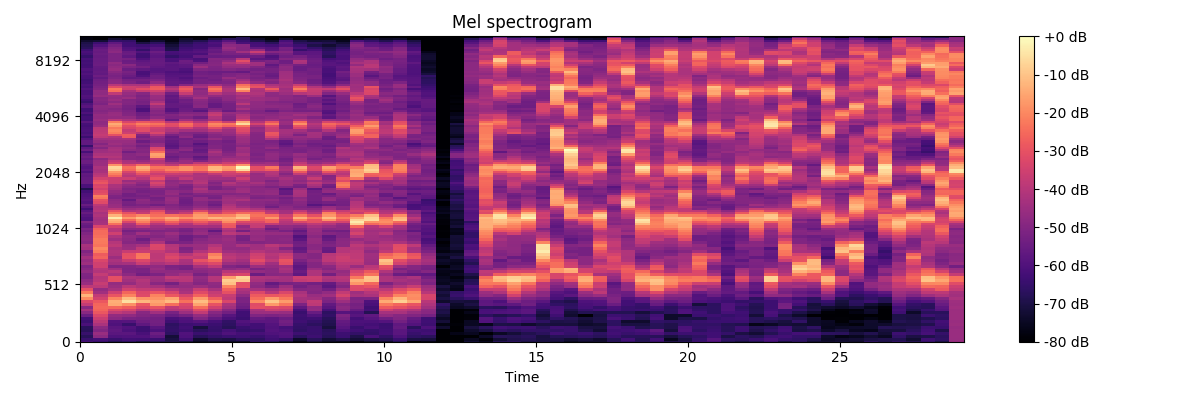 Mel spectrogram
8192
4096
2048
1024
512
0
Hz
0 5 10 15 20 25
Time
+0 dB
-10 dB
-20 dB
-30 dB
-40 dB
-50 dB
-60 dB
-70 dB
-80 dB